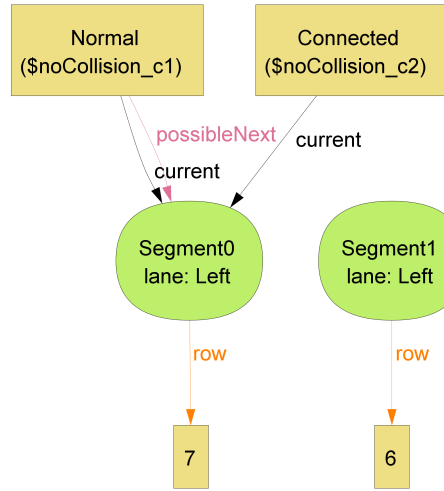 Normal
($noCollision_c1)
Connected
($noCollision_c2)
possibleNext
current
current
Segment0
lane: Left
Segment1
lane: Left
row
row
7
6